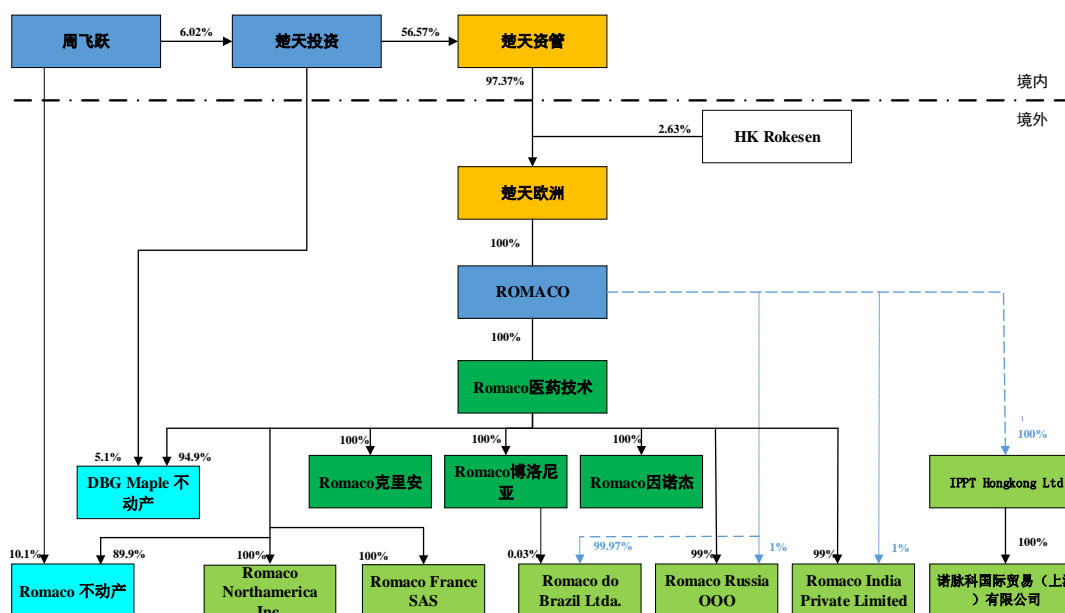 周飞跃
6.02%
楚天投资
56.57%
楚天资管
97.37%
境内
境外
2.63%
HK Rokesen
楚天欧洲
100%
ROMACO
100%
Romaco医药技术
100%
100%
100%
100%
5.1%
94.9%
DBG Maple 不
动产
Romaco克里安
Romaco博洛尼
亚
Romaco因诺杰
IPPT Hongkong Ltd
10.1%
89.9%
100%
100%
0.03%
99.97%
99%
1%
99%
1%
100%
Romaco 不动产
Romaco
Northamerica
Inc
Romaco France
SAS
Romaco do
Brazil Ltda.
Romaco Russia
OOO
Romaco India
Private Limited
诺脉科国际贸易（上海
）有限公司